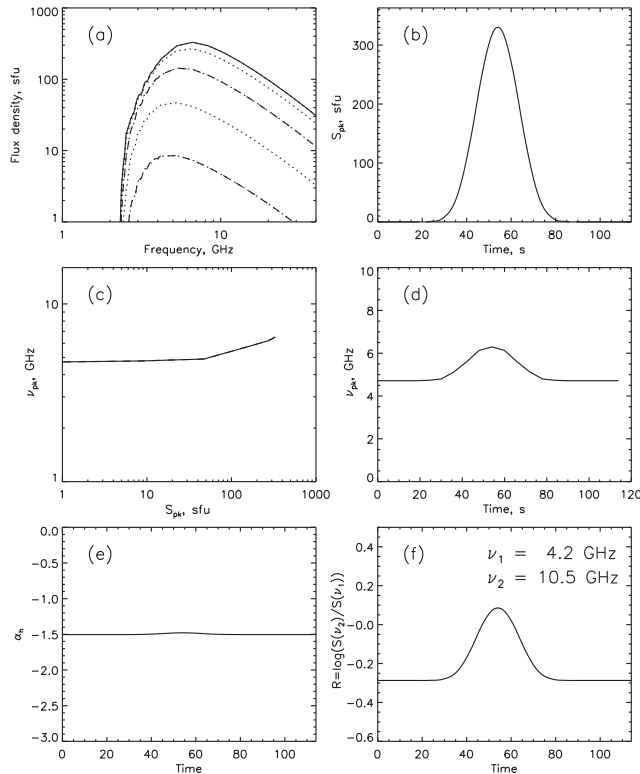 (a)
1000
100
10
1
Flux density, sfu
1 10
Frequency, GHz
(b)
300
200
100
0
S_pk, sfu
0 20 40 60 80 100
Time, s
(c)
10
1
ν_pk, GHz
1 10 100 1000
S_pk, sfu
(d)
10
8
6
4
2
0
ν_pk, GHz
0 20 40 60 80 100 120
Time, s
(e)
0.0
-0.5
-1.0
-1.5
-2.0
-2.5
-3.0
α_h
0 20 40 60 80 100
Time
(f)
ν_1 = 4.2 GHz
ν_2 = 10.5 GHz
0.4
0.2
-0.0
-0.2
-0.4
-0.6
R=log(S(ν_2)/S(ν_1))
0 20 40 60 80 100
Time